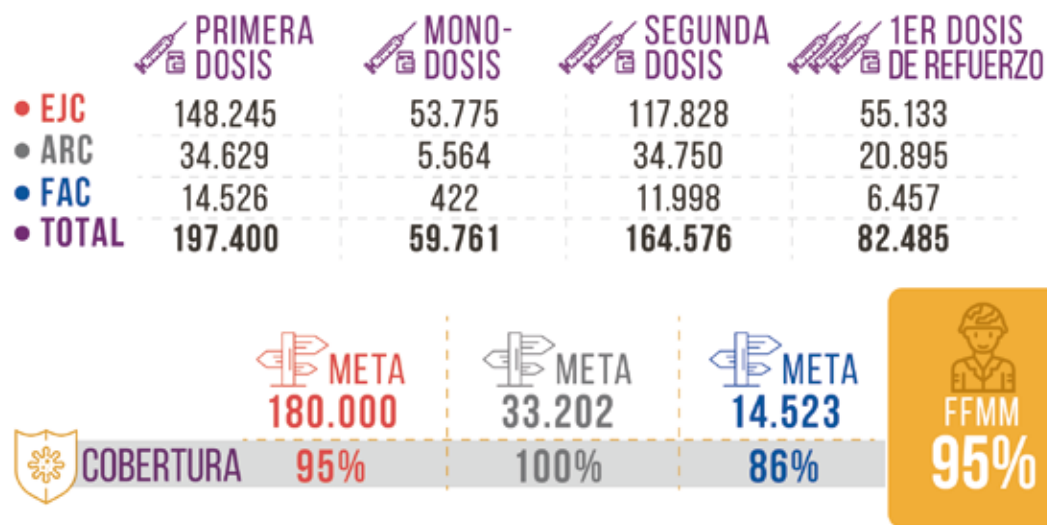 PRIMERA DOSIS
MONO-DOSIS
SEGUNDA DOSIS
1ER DOSIS DE REFUERZO
EJC 148.245 53.775 117.828 55.133
ARC 34.629 5.564 34.750 20.895
FAC 14.526 422 11.998 6.457
TOTAL 197.400 59.761 164.576 82.485
META META META
180.000 33.202 14.523
COBERTURA 95% 100% 86%
FFMM
95%